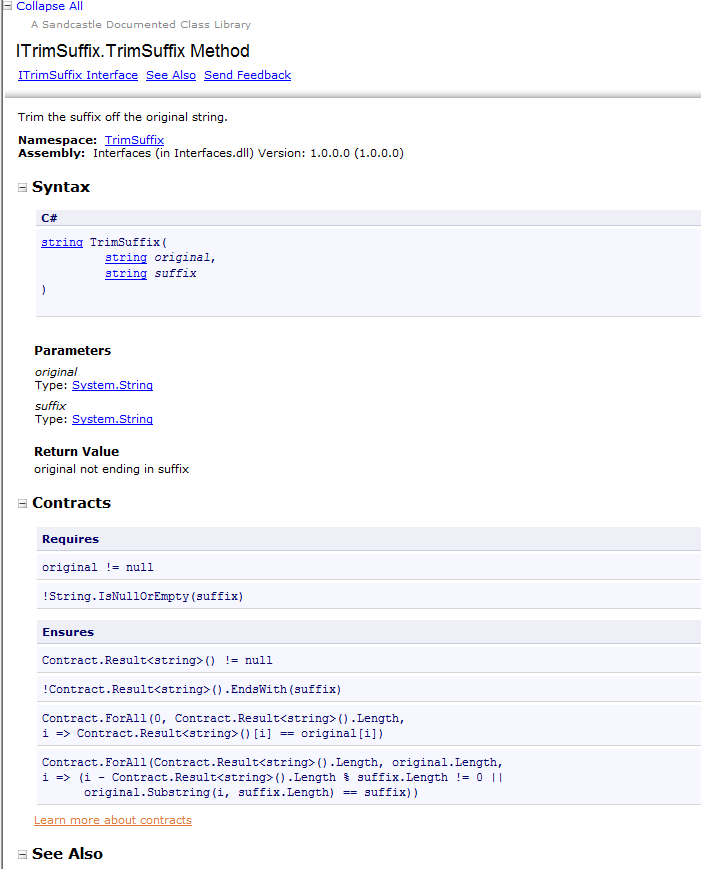 Collapse All
A Sandcastle Documented Class Library
ITrimSuffix.TrimSuffix Method
ITrimSuffix Interface See Also Send Feedback
Trim the suffix off the original string.
Namespace: TrimSuffix
Assembly: Interfaces (in Interfaces.dll) Version: 1.0.0.0 (1.0.0.0)
Syntax
C#
string TrimSuffix(
string original,
string suffix
)
Parameters
original
Type: System.String
suffix
Type: System.String
Return Value
original not ending in suffix
Contracts
Requires
original != null
!String.IsNullOrEmpty(suffix)
Ensures
Contract.Result<string>() != null
!Contract.Result<string>().EndsWith(suffix)
Contract.ForAll(0, Contract.Result<string>().Length,
i => Contract.Result<string>()[i] == original[i])
Contract.ForAll(Contract.Result<string>().Length, original.Length,
i => (i - Contract.Result<string>().Length % suffix.Length != 0 ||
original.Substring(i, suffix.Length) == suffix))
Learn more about contracts
See Also